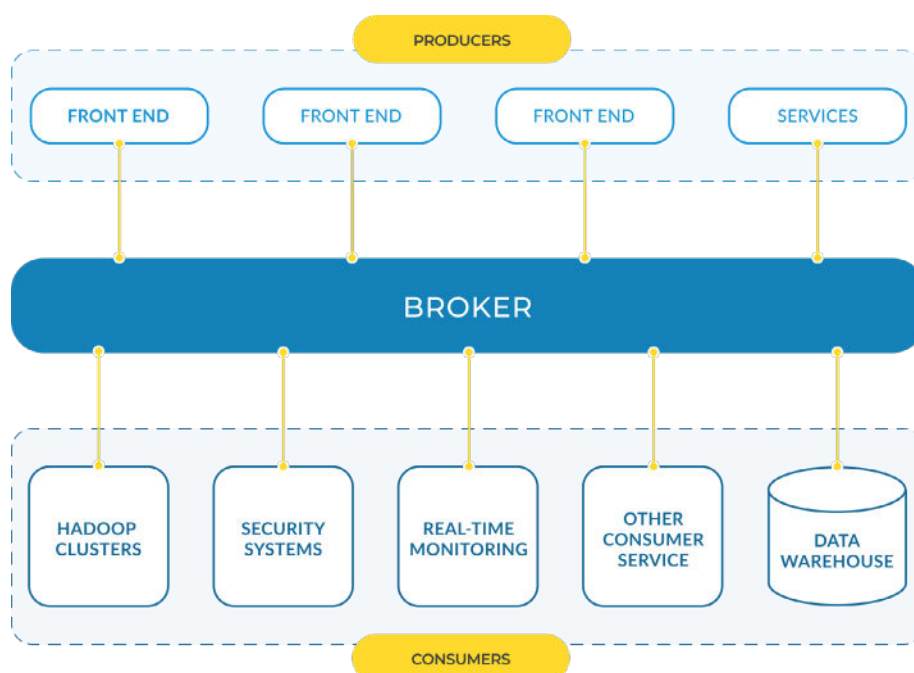 PRODUCERS
FRONT END
FRONT END
FRONT END
SERVICES
BROKER
HADOOP
CLUSTERS
SECURITY
SYSTEMS
REAL-TIME
MONITORING
OTHER
CONSUMER
SERVICE
DATA
WAREHOUSE
CONSUMERS